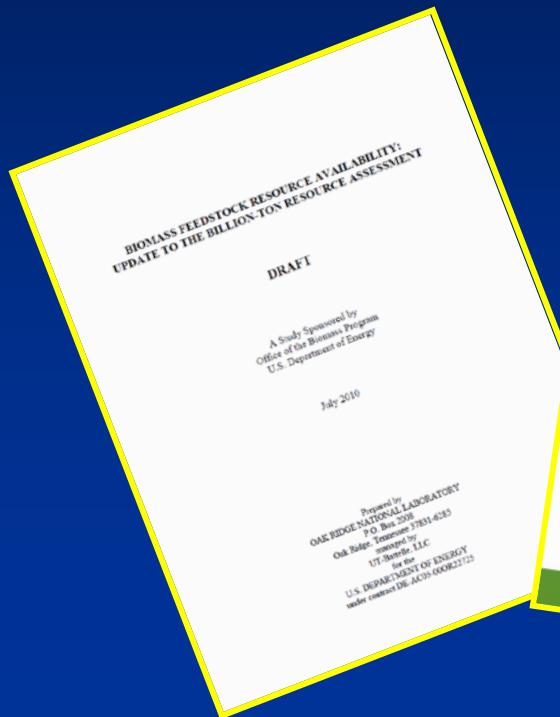 BIOMASS FEEDSTOCK RESOURCE AVAILABILITY:
UPDATE TO THE BILLION-TON RESOURCE ASSESSMENT
DRAFT
A Study Sponsored by
Office of the Biomass Program
U.S. Department of Energy
July 2010
Prepared by
OAK RIDGE NATIONAL LABORATORY
P.O. Box 2008
Oak Ridge, Tennessee 37831-6285
managed by
UT-Battelle, LLC
for the
U.S. DEPARTMENT OF ENERGY
under contract DE-AC05-00OR22725